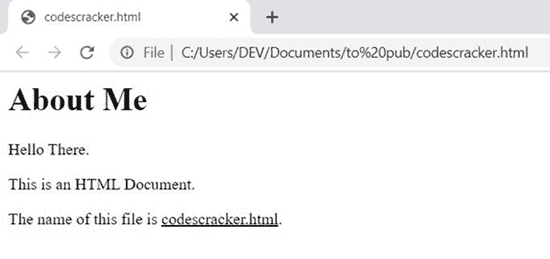 codescracker.html
File | C:/Users/DEV/Documents/to%20pub/codescracker.html
About Me
Hello There.
This is an HTML Document.
The name of this file is codescracker.html.